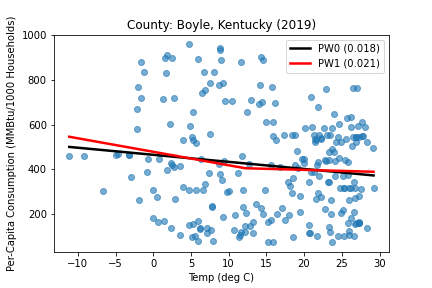 County: Boyle, Kentucky (2019)
Per-Capita Consumption (MMBtu/1000 Households)
1000
800
600
400
200
PW0 (0.018)
PW1 (0.021)
−10 −5 0 5 10 15 20 25 30
Temp (deg C)